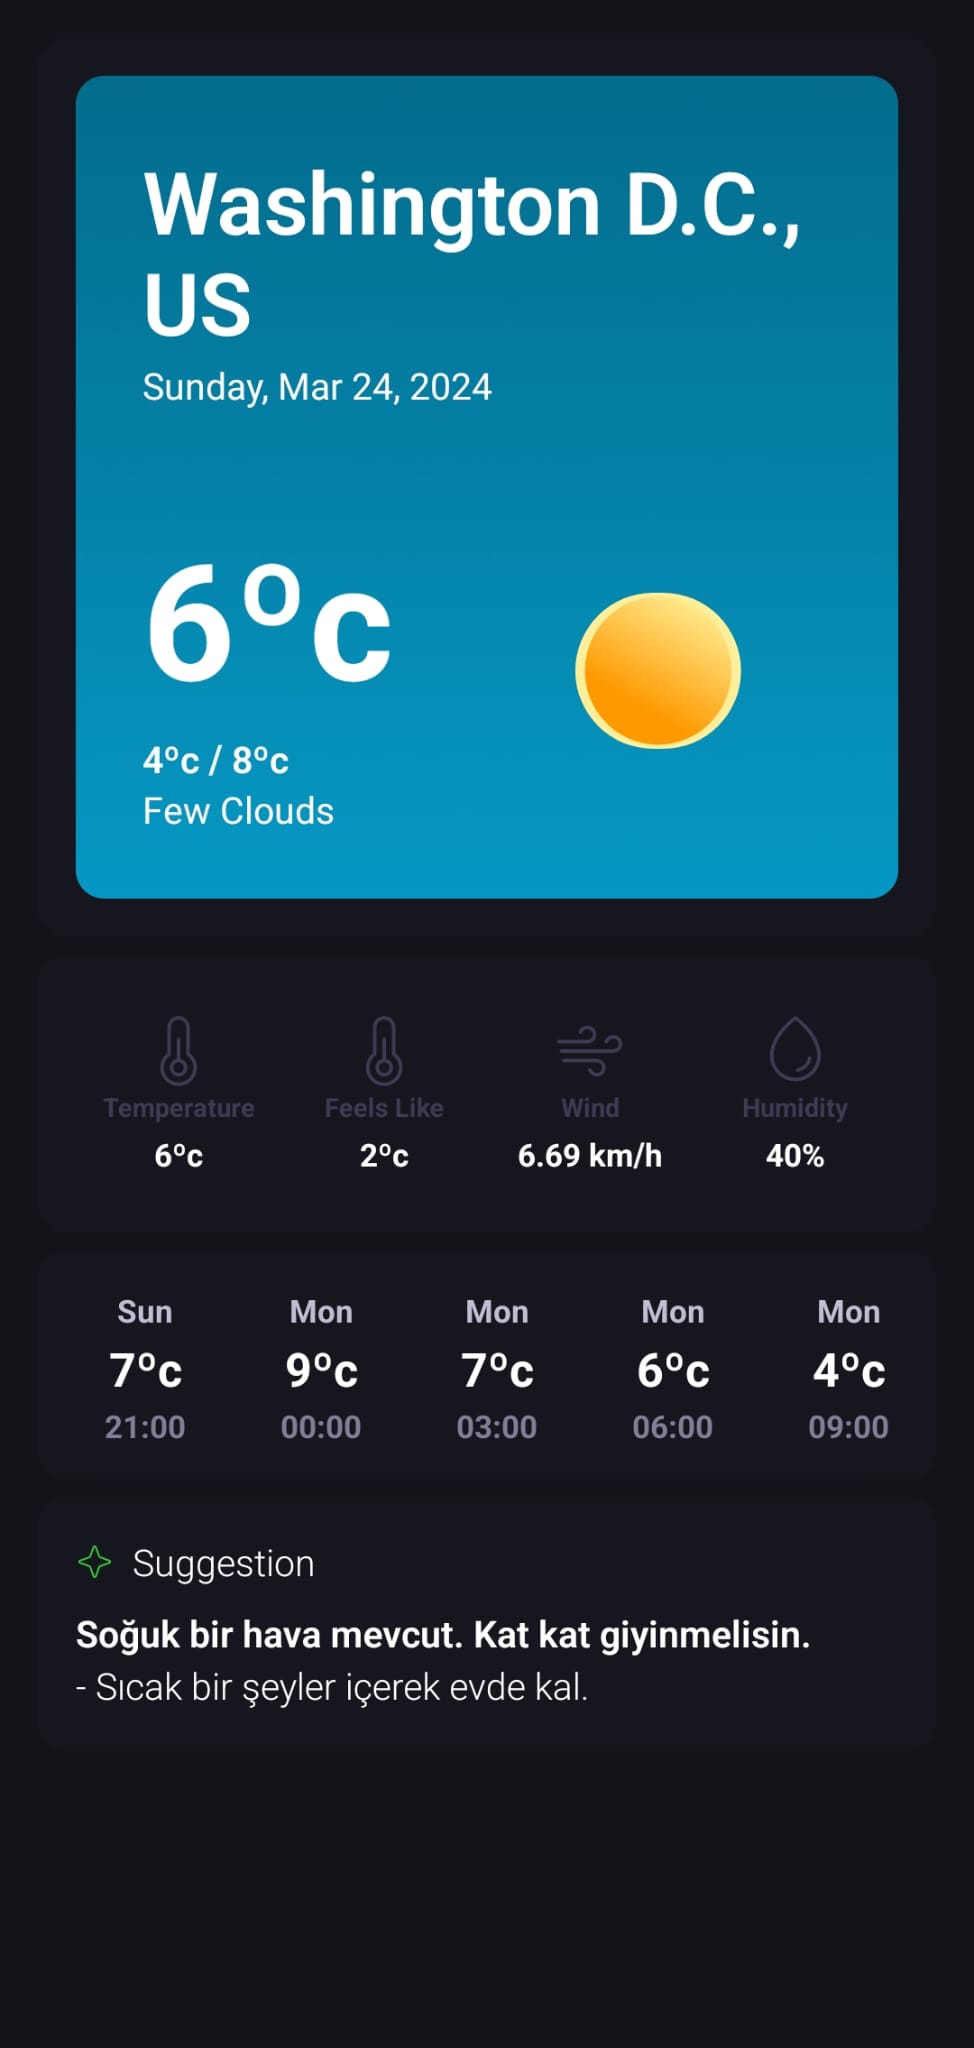 Washington D.C.,
US
Sunday, Mar 24, 2024
6°c
4°c / 8°c
Few Clouds
Temperature Feels Like Wind Humidity
6°c 2°c 6.69 km/h 40%
Sun Mon Mon Mon Mon
7°c 9°c 7°c 6°c 4°c
21:00 00:00 03:00 06:00 09:00
Suggestion
Soğuk bir hava mevcut. Kat kat giyinmelisin.
- Sıcak bir şeyler içerek evde kal.